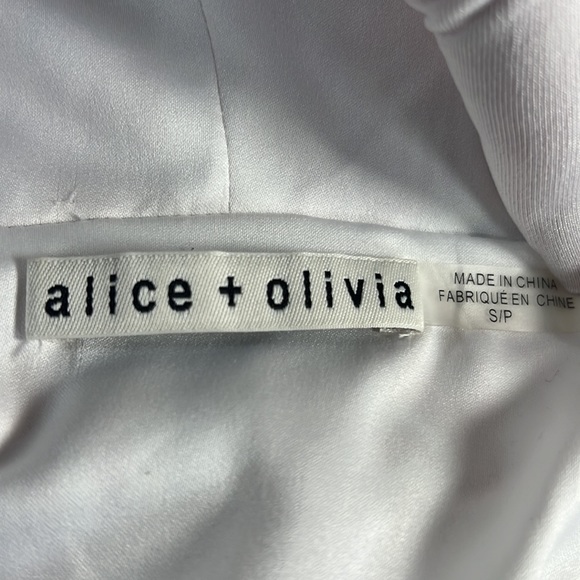 alice + olivia
MADE IN CHINA
FABRIQUÉ EN CHINE
S/P